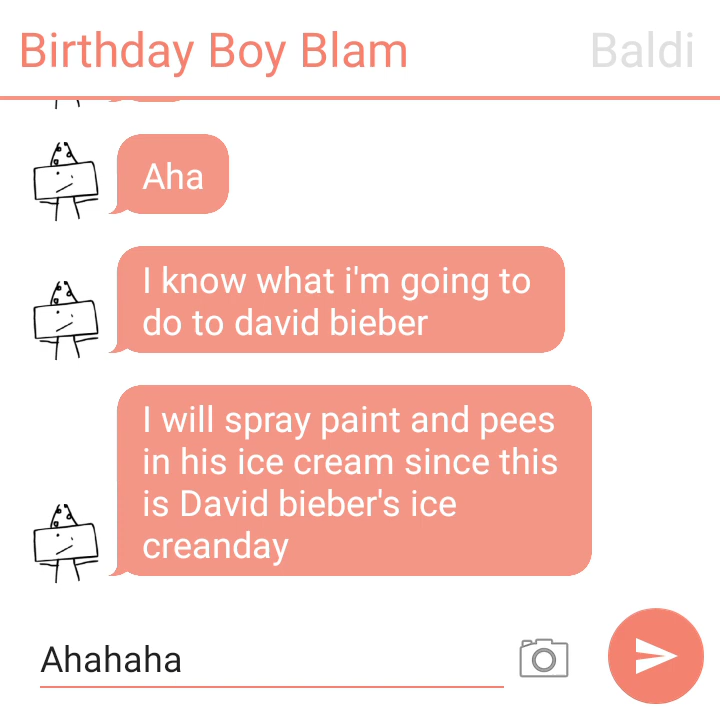 Birthday Boy Blam
Baldi
Aha
I know what i'm going to
do to david bieber
I will spray paint and pees
in his ice cream since this
is David bieber's ice
creanday
Ahahaha